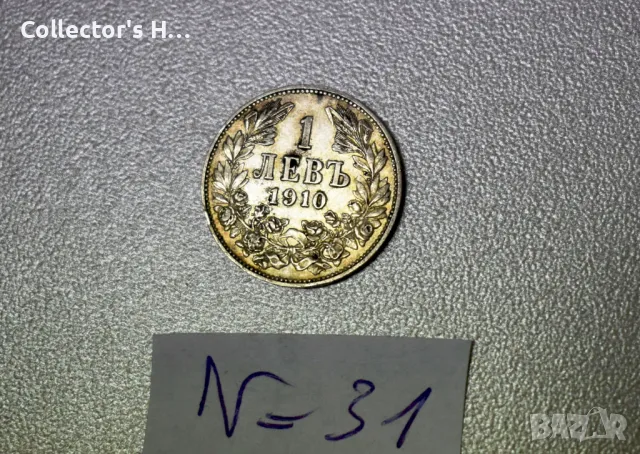 Collector's H...
1
ЛЕВЪ
1910
N=31
BAZAR